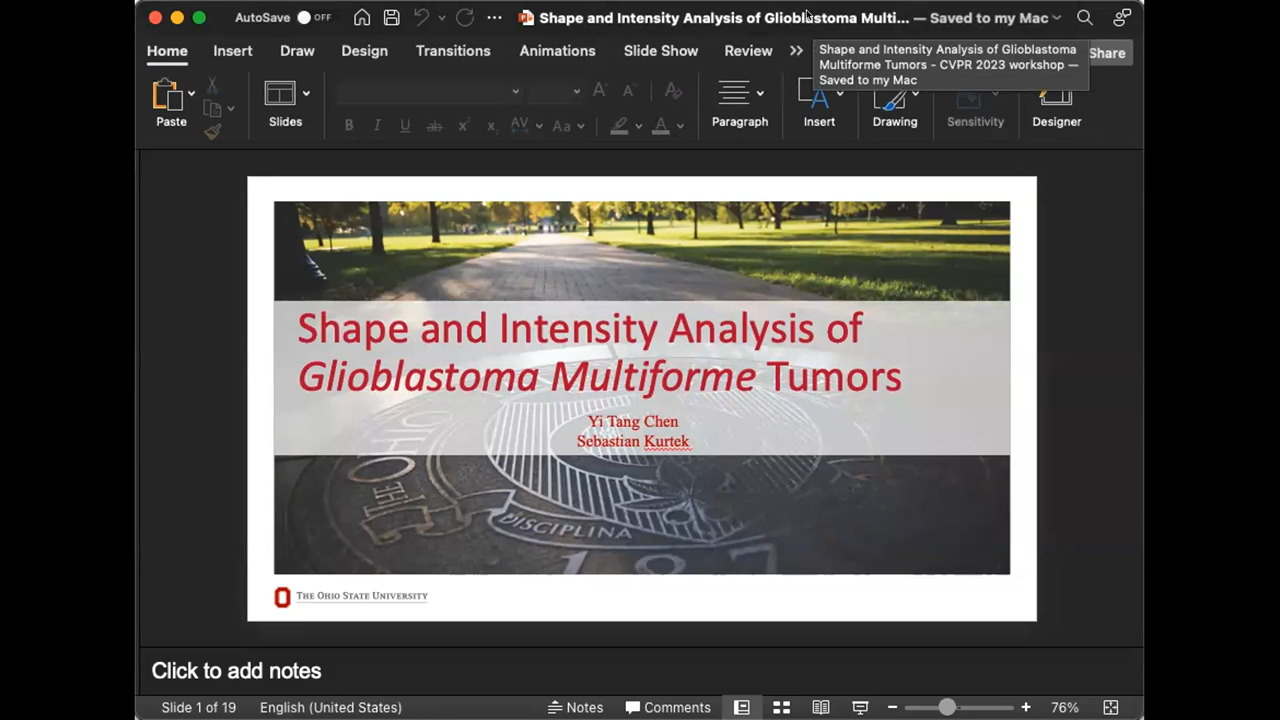 AutoSave OFF
Shape and Intensity Analysis of Glioblastoma Multi... — Saved to my Mac
Home Insert Draw Design Transitions Animations Slide Show Review Share
Shape and Intensity Analysis of Glioblastoma
Multiforme Tumors - CVPR 2023 workshop —
Saved to my Mac
Paste Slides Paragraph Insert Drawing Sensitivity Designer
Shape and Intensity Analysis of
Glioblastoma Multiforme Tumors
Yi Tang Chen
Sebastian Kurtek
THE OHIO
DISCIPLINA
187
THE OHIO STATE UNIVERSITY
Click to add notes
Slide 1 of 19 English (United States) Notes Comments 76%